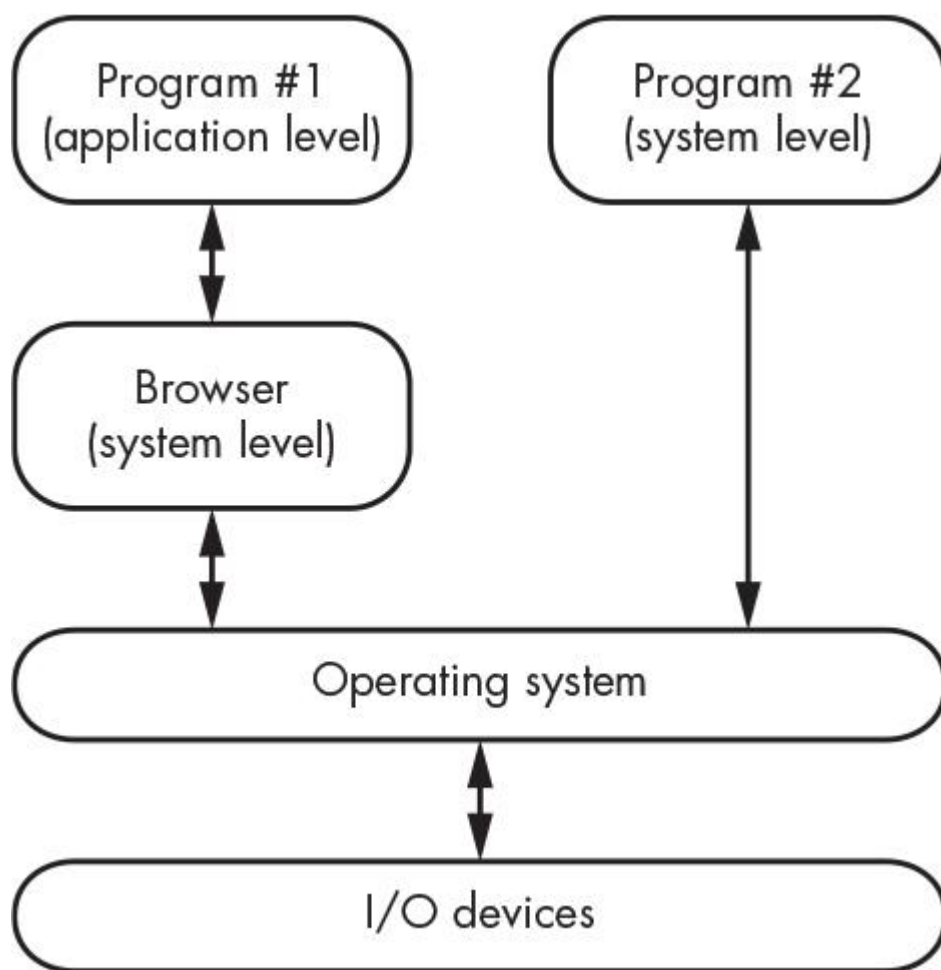 Program #1
(application level)
Program #2
(system level)
Browser
(system level)
Operating system
I/O devices